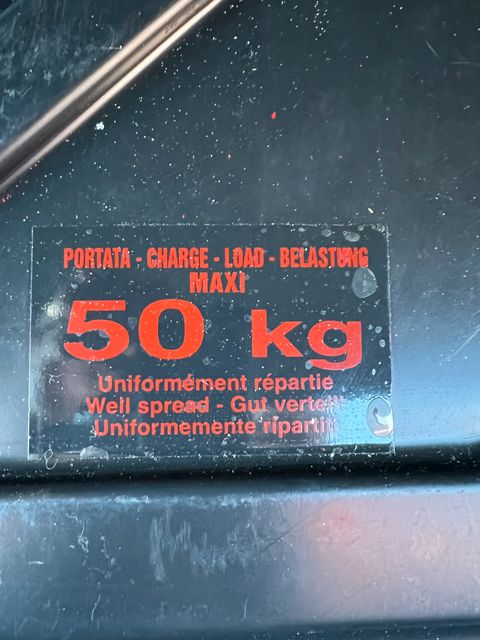 PORTATA - CHARGE - LOAD - BELASTUNG
MAXI
50 kg
Uniformément répartie
Well spread - Gut
Uniformemente